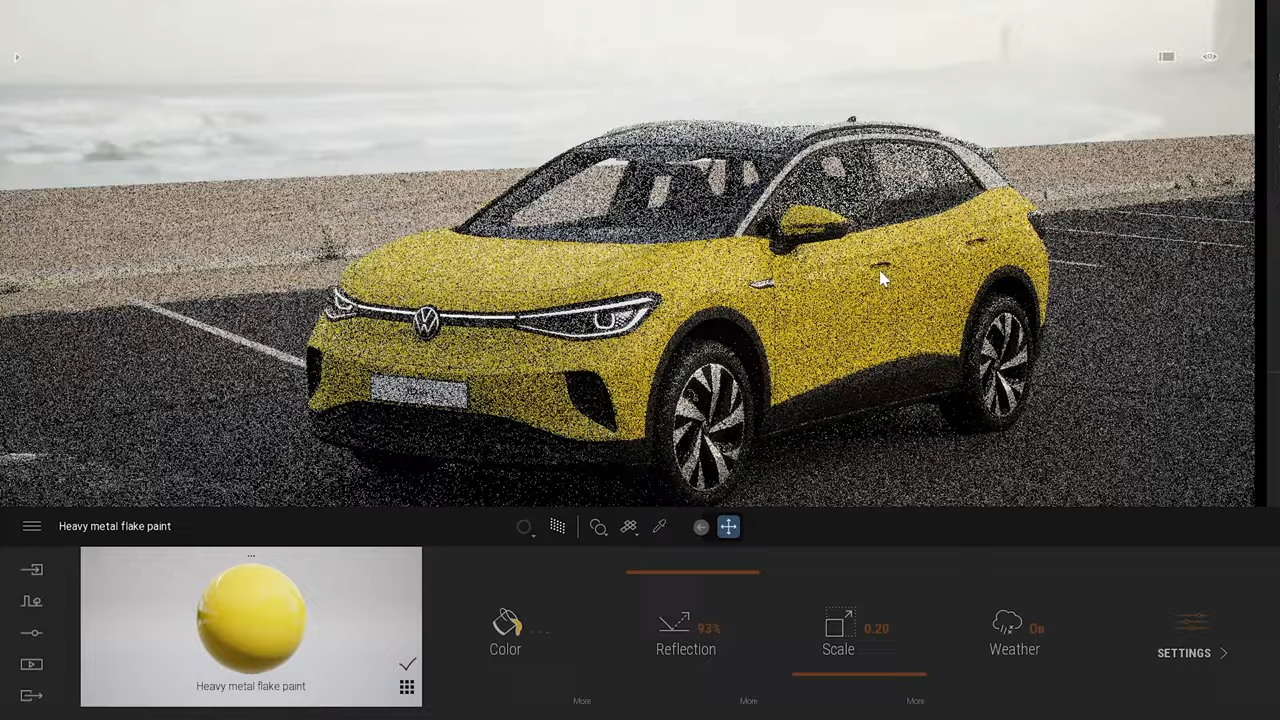 Heavy metal flake paint
Heavy metal flake paint
Color
93%
Reflection
0.20
Scale
On
Weather
SETTINGS
More
More
More